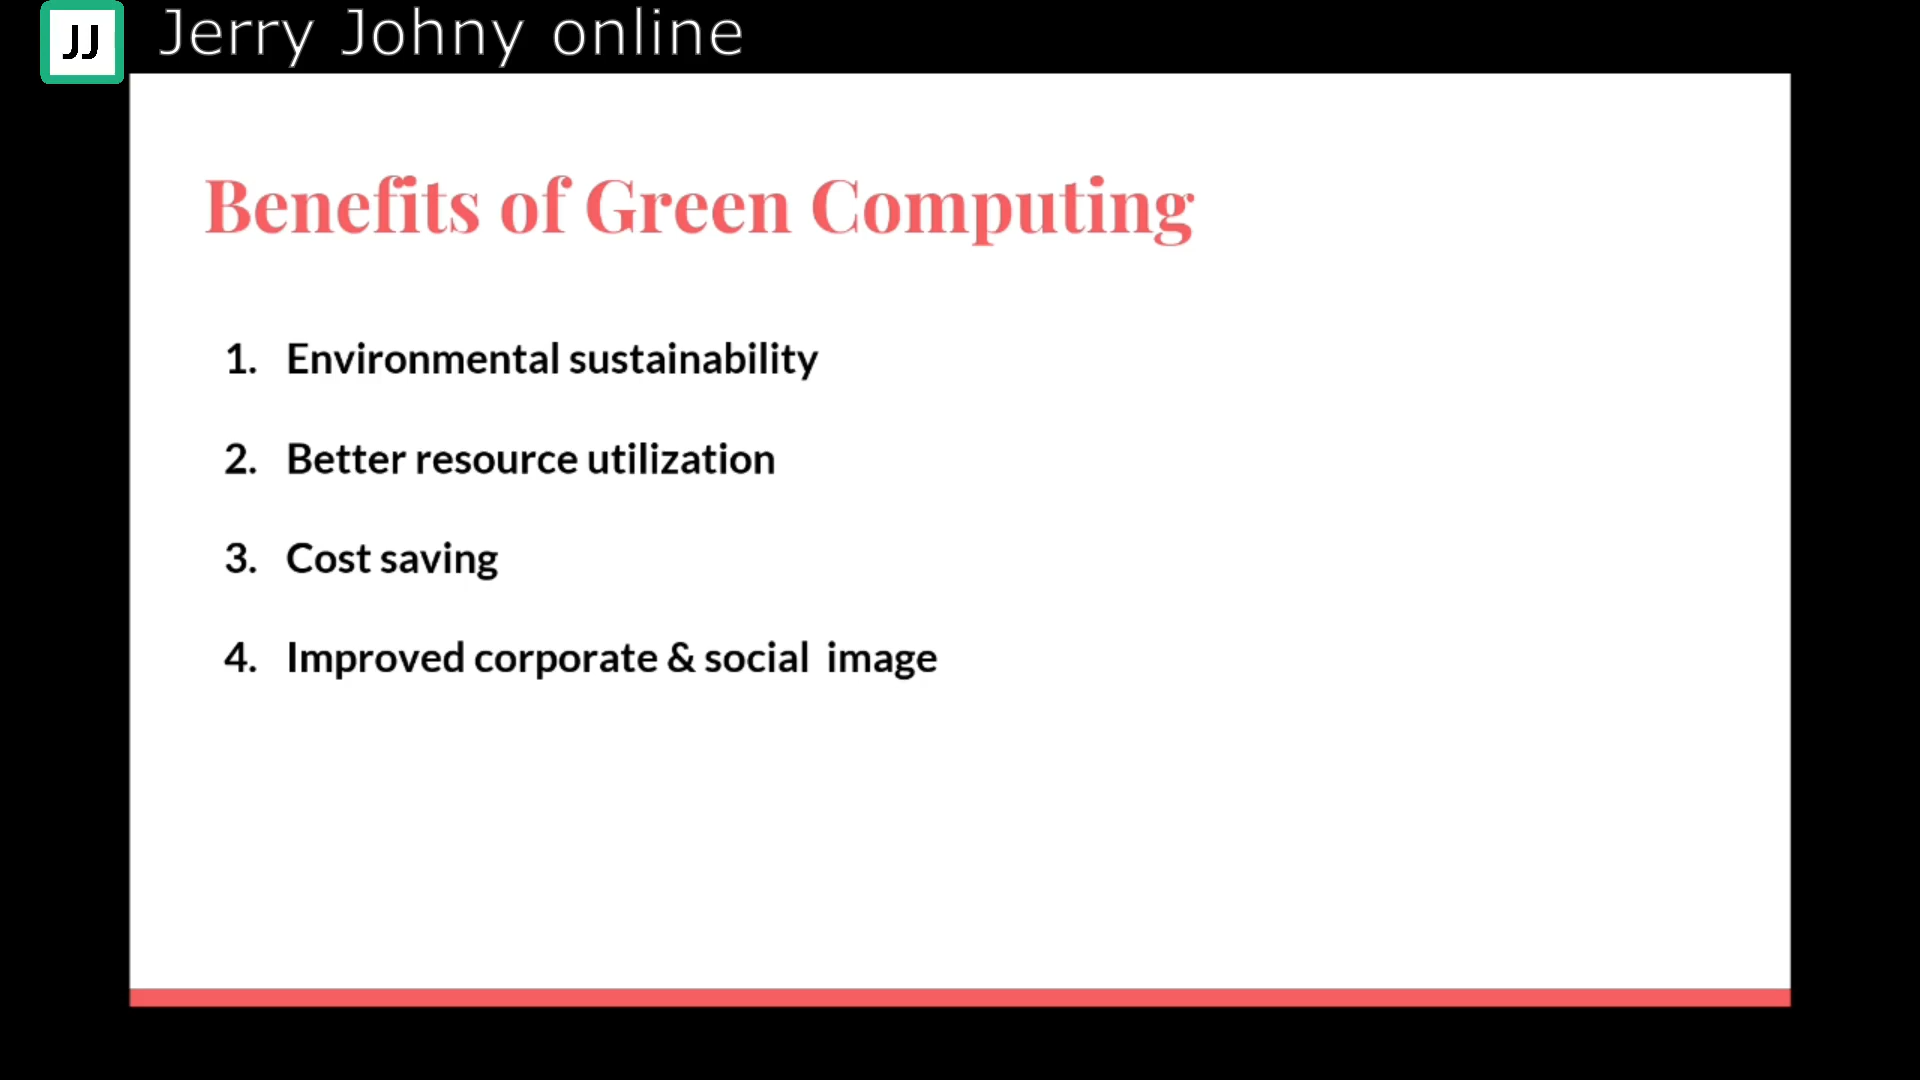 JJ Jerry Johny online
Benefits of Green Computing
1. Environmental sustainability
2. Better resource utilization
3. Cost saving
4. Improved corporate & social image